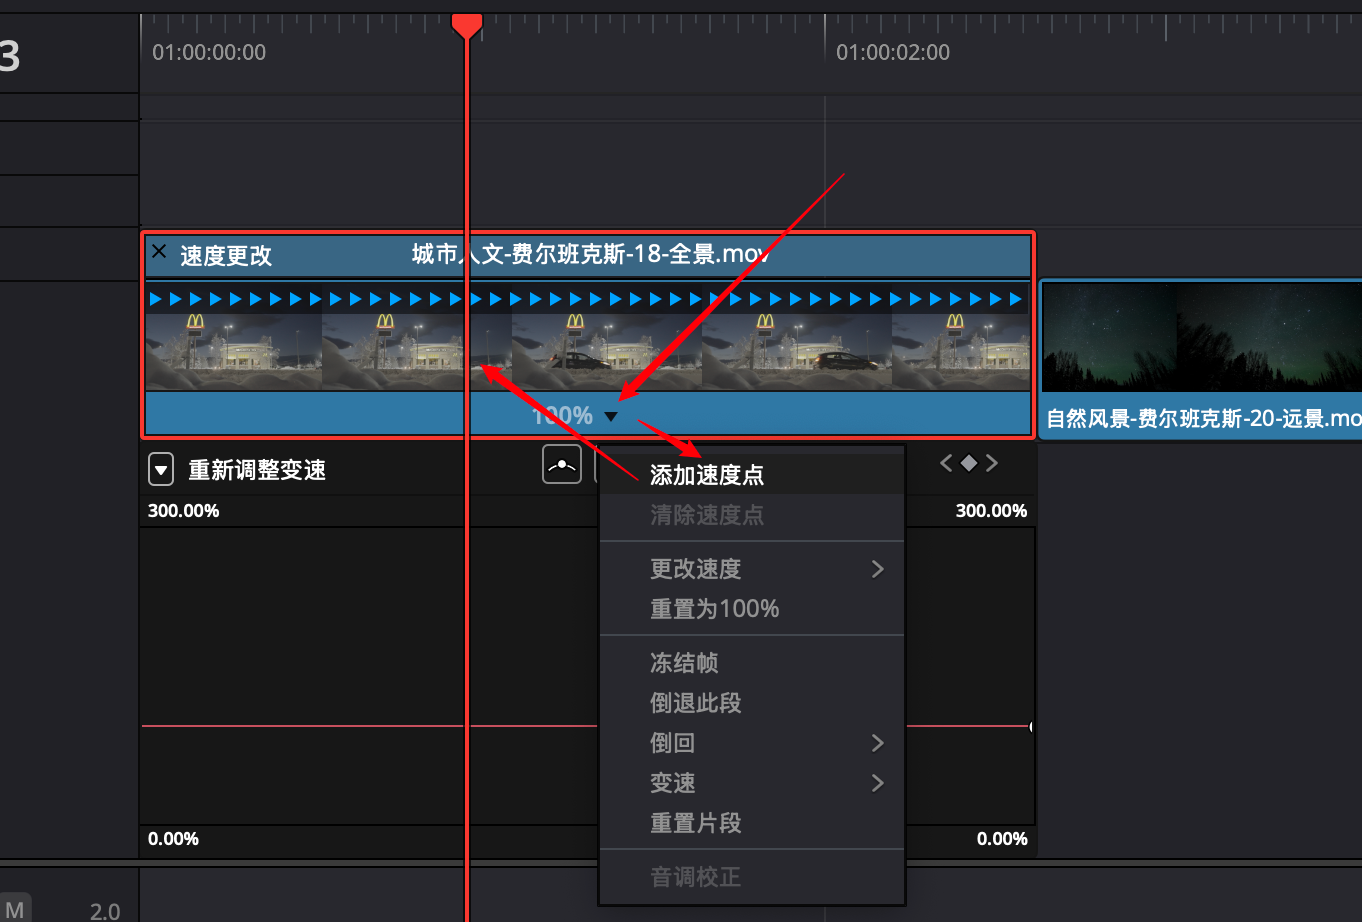 3
01:00:00:00
01:00:02:00
速度更改
城市人文-费尔班克斯-18-全景.mov
100%
自然风景-费尔班克斯-20-远景.mo
重新调整变速
添加速度点
300.00%
300.00%
清除速度点
更改速度
重置为100%
冻结帧
倒退此段
倒回
变速
重置片段
0.00%
0.00%
音调校正
M
2.0